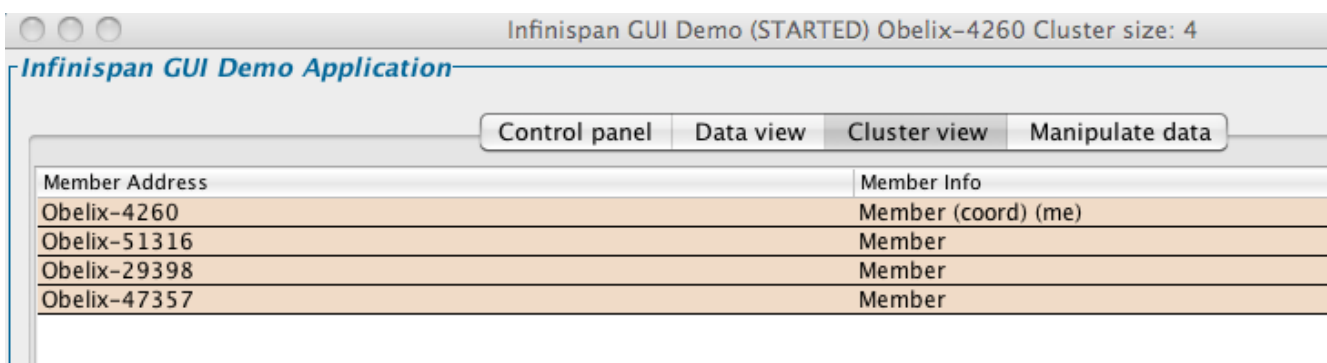 Infinispan GUI Demo (STARTED) Obelix-4260 Cluster size: 4
Infinispan GUI Demo Application
Control panel Data view Cluster view Manipulate data
Member Address Member Info
Obelix-4260 Member (coord) (me)
Obelix-51316 Member
Obelix-29398 Member
Obelix-47357 Member